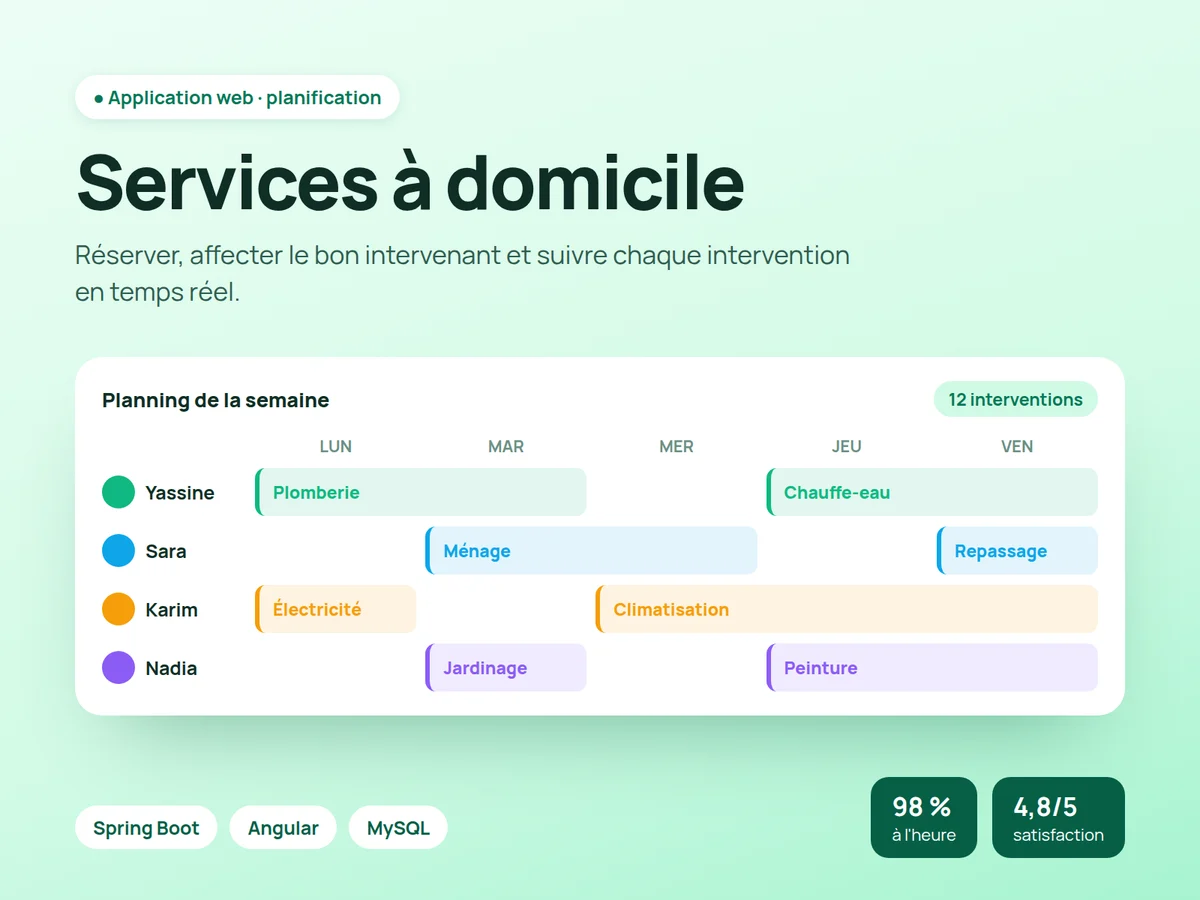 • Application web · planification
Services à domicile
Réserver, affecter le bon intervenant et suivre chaque intervention
en temps réel.
Planning de la semaine
12 interventions
LUN MAR MER JEU VEN
Yassine Plomberie Chauffe-eau
Sara Ménage Repassage
Karim Électricité Climatisation
Nadia Jardinage Peinture
Spring Boot Angular MySQL
98 %
à l'heure
4,8/5
satisfaction